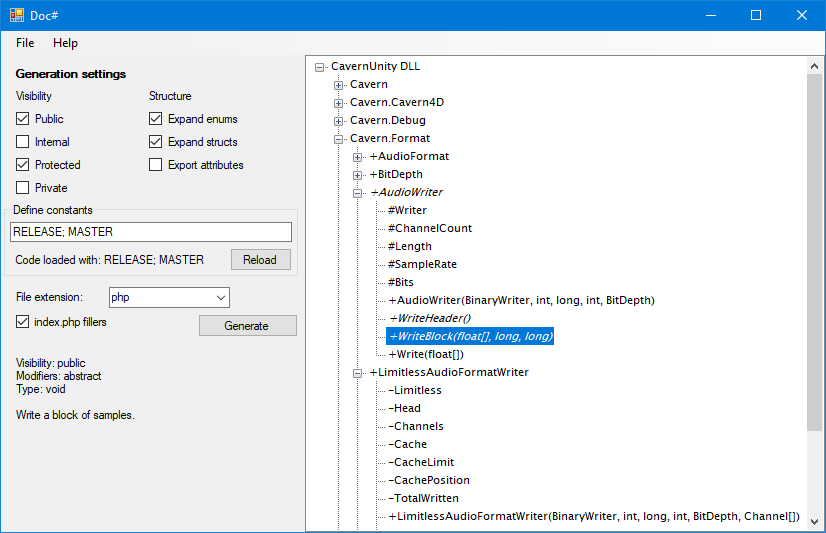 Doc#
File Help
Generation settings
Visibility
Structure
Public
Expand enums
Internal
Expand structs
Protected
Export attributes
Private
Define constants
RELEASE; MASTER
Code loaded with: RELEASE; MASTER
Reload
File extension:
php
index.php fillers
Generate
Visibility: public
Modifiers: abstract
Type: void
Write a block of samples.
CavernUnity DLL
Cavern
Cavern.Cavern4D
Cavern.Debug
Cavern.Format
+AudioFormat
+BitDepth
+AudioWriter
#Writer
#ChannelCount
#Length
#SampleRate
#Bits
+AudioWriter(BinaryWriter, int, long, int, BitDepth)
+WriteHeader()
+WriteBlock(float[], long, long)
+Write(float[])
+LimitlessAudioFormatWriter
-Limitless
-Head
-Channels
-Cache
-CacheLimit
-CachePosition
-TotalWritten
+LimitlessAudioFormatWriter(BinaryWriter, int, long, int, BitDepth, Channel[])